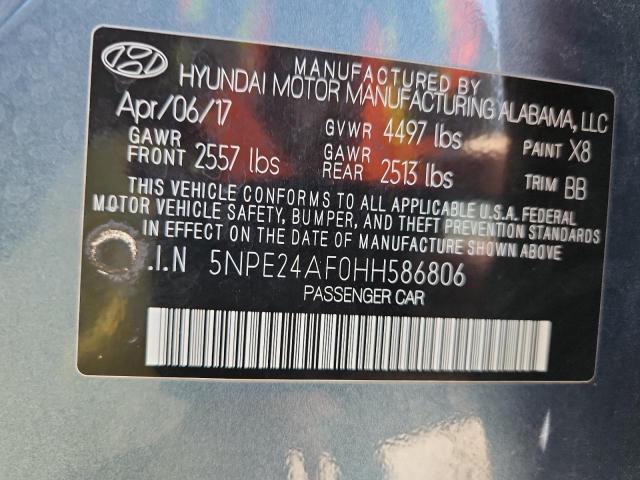 MANUFACTURED BY
HYUNDAI MOTOR MANUFACTURING ALABAMA, LLC
Apr/06/17 GVWR 4497 lbs PAINT X8
GAWR FRONT 2557 lbs GAWR REAR 2513 lbs TRIM BB
THIS VEHICLE CONFORMS TO ALL APPLICABLE U.S.A. FEDERAL
MOTOR VEHICLE SAFETY, BUMPER, AND THEFT PREVENTION STANDARDS
IN EFFECT ON THE DATE OF MANUFACTURE SHOWN ABOVE
.I.N 5NPE24AF0HH586806
PASSENGER CAR